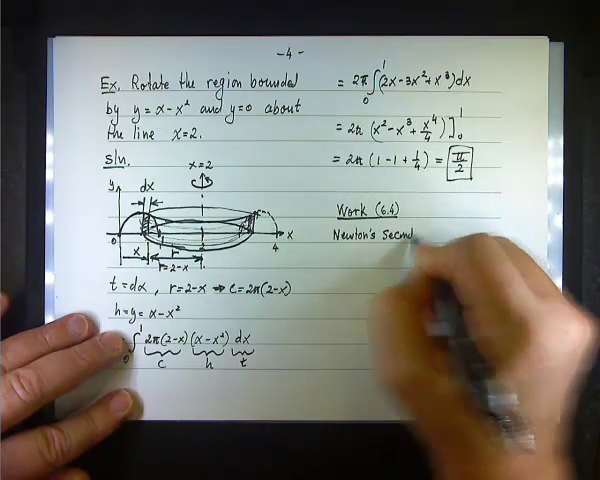 -4-
Ex. Rotate the region bounded
by y = x - x² and y=0 about
the line x=2.
sln.
x=2
dx
y
0
2
4
x
x
r
r=2-x
t = dx, r=2-x ⇒ c=2π(2-x)
h=y= x-x²
∫₀¹ 2π(2-x) (x-x²) dx
c h t
= 2π ∫₀¹ (2x-3x²+x³)dx
= 2π (x² - x³ + x⁴/4) ]₀¹
= 2π (1-1+1/4) = π/2
Work (6.4)
Newton's Second